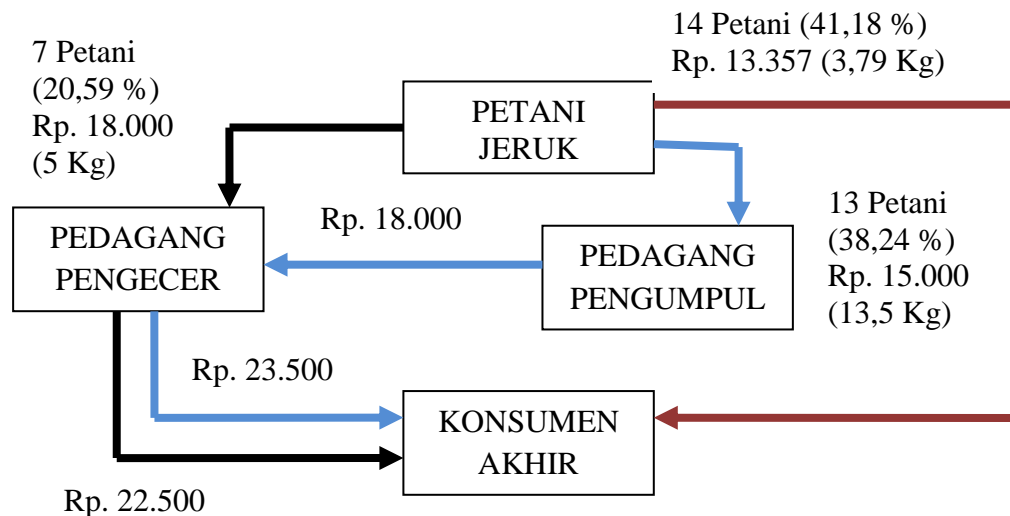 7 Petani
(20,59 %)
Rp. 18.000
(5 Kg)
14 Petani (41,18 %)
Rp. 13.357 (3,79 Kg)
PETANI
JERUK
Rp. 18.000
PEDAGANG
PENGECER
PEDAGANG
PENGUMPUL
13 Petani
(38,24 %)
Rp. 15.000
(13,5 Kg)
Rp. 23.500
KONSUMEN
AKHIR
Rp. 22.500